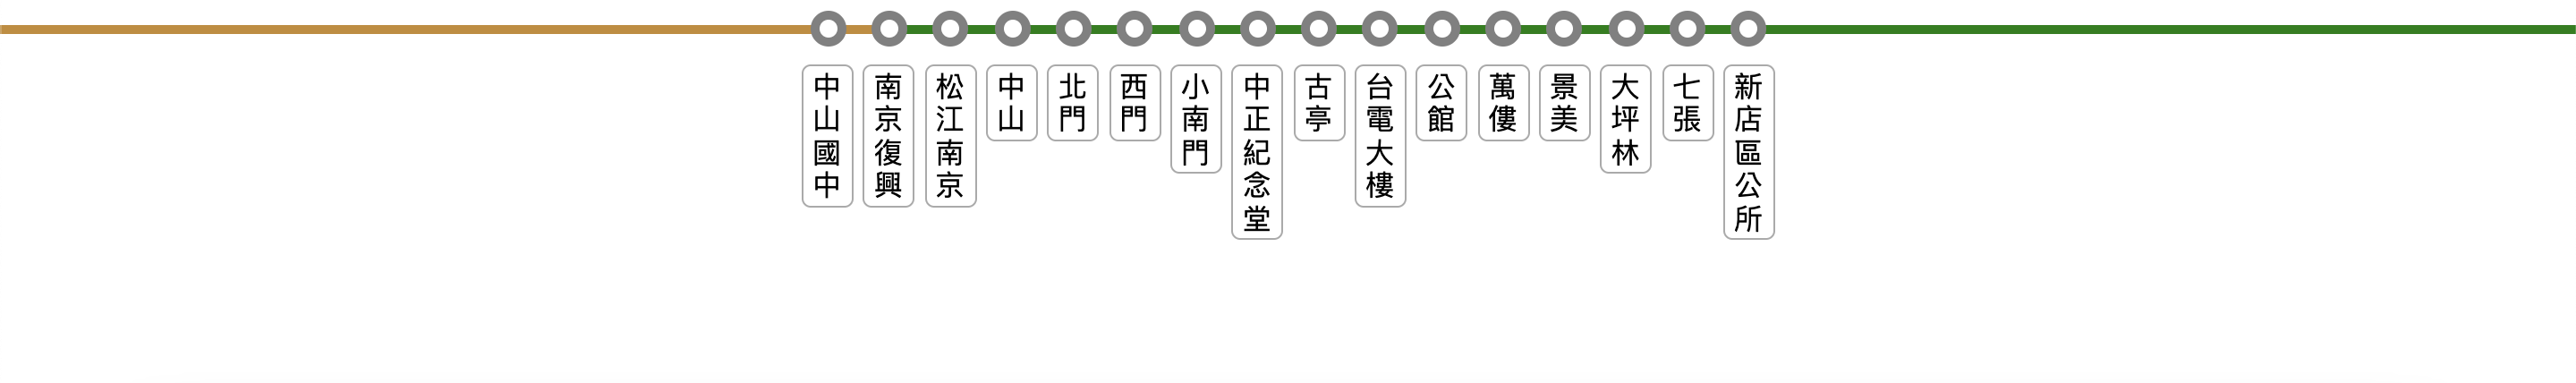 中山國中
南京復興
松江南京
中山
北門
西門
小南門
中正紀念堂
古亭
台電大樓
公館
萬僂
景美
大坪林
七張
新店區公所